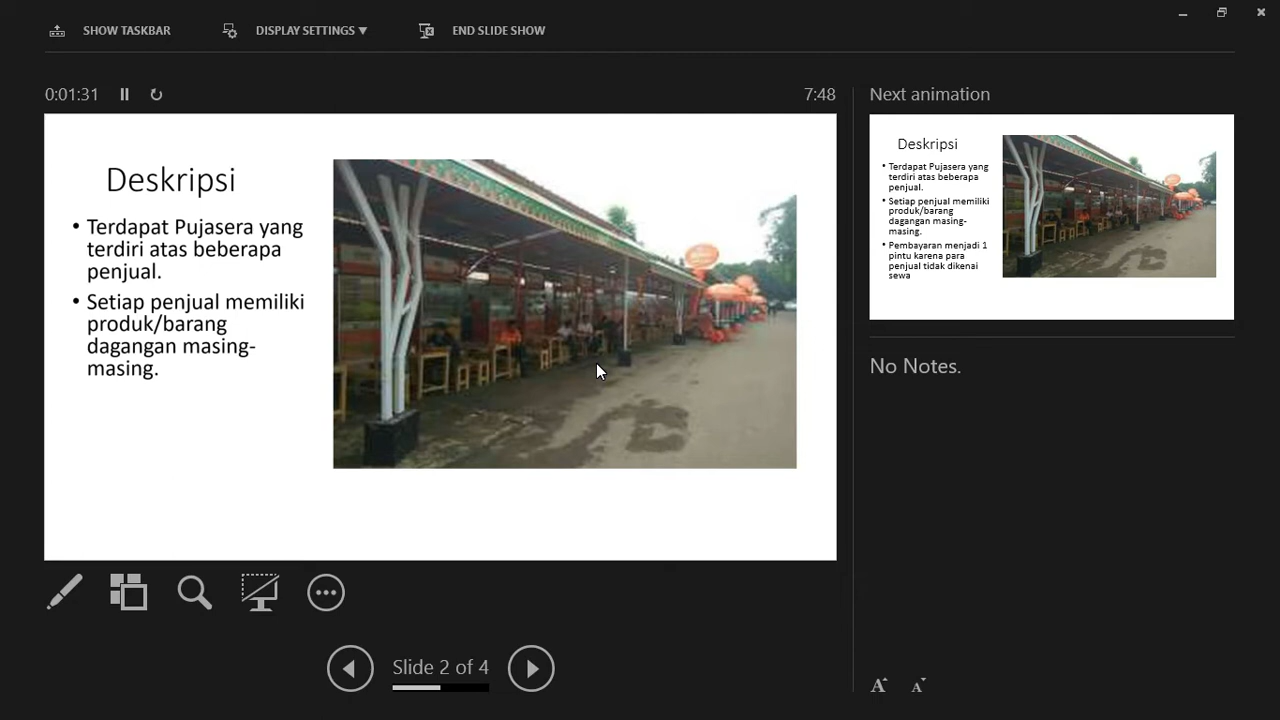 SHOW TASKBAR
DISPLAY SETTINGS ▼
END SLIDE SHOW
0:01:31
7:48
Next animation
Deskripsi
• Terdapat Pujasera yang
terdiri atas beberapa
penjual.
• Setiap penjual memiliki
produk/barang
dagangan masing-
masing.
Deskripsi
• Terdapat Pujasera yang
terdiri atas beberapa
penjual.
• Setiap penjual memiliki
produk/barang
dagangan masing-
masing.
• Pembayaran menjadi 1
pintu karena para
penjual tidak dikenai
sewa
No Notes.
Slide 2 of 4
A A